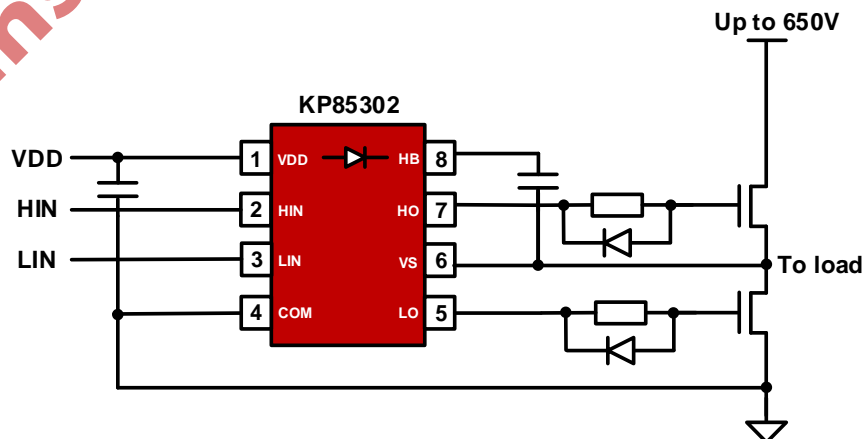 Up to 650V
KP85302
VDD 1 VDD HB 8
HIN 2 HIN HO 7
LIN 3 LIN VS 6 To load
4 COM LO 5